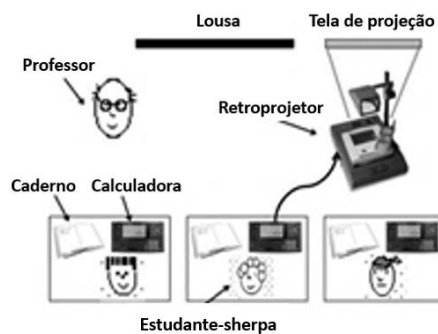 Lousa
Tela de projeção
Professor
Retroprojetor
Caderno
Calculadora
Estudante-sherpa